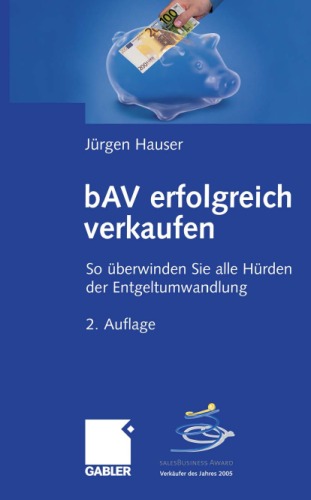 Jürgen Hauser
bAV erfolgreich
verkaufen
So überwinden Sie alle Hürden
der Entgeltumwandlung
2. Auflage
GABLER
SALESBUSINESS AWARD
Verkäufer des Jahres 2005